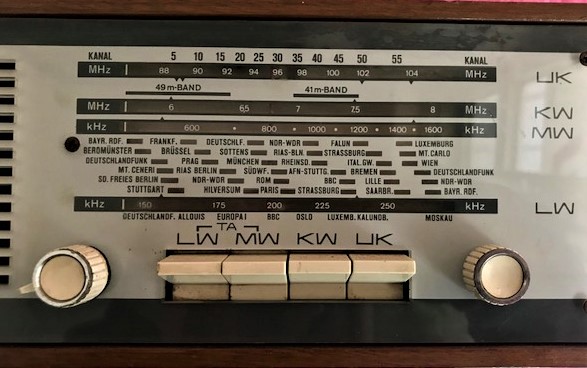 KANAL 5 10 15 20 25 30 35 40 45 50 55 KANAL
MHz 88 90 92 94 96 98 100 102 104 MHz UK
49m-BAND 41m-BAND
MHz 6 6,5 7 7,5 8 MHz KW
kHz 600 800 1000 1200 1400 1600 MW
BAYR. RDF. FRANKF. DEUTSCHLF. NDR-WDR FALUN LUXEMBURG
BEROMÜNSTER BRÜSSEL SOTTENS RIAS-BLN. STRASSBURG MT. CARLO
DEUTSCHLANDFUNK PRAG MÜNCHEN RHEINSD. ITAL.GW. WIEN
MT. CENERI RIAS BERLIN SÜDWF. AFN-STUTTG. BREMEN DEUTSCHLANDFUNK
SD. FREIES BERLIN NDR-WDR ROM BBC LILLE NDR-WDR
STUTTGART HILVERSUM PARIS STRASSBURG SAARBR. BAYR. RDF.
kHz 150 175 200 225 250 kHz LW
DEUTSCHLANDF. ALLOUIS EUROPA I BBC OSLO LUXEMB. KALUNDB. MOSKAU
TA
LW MW KW UK